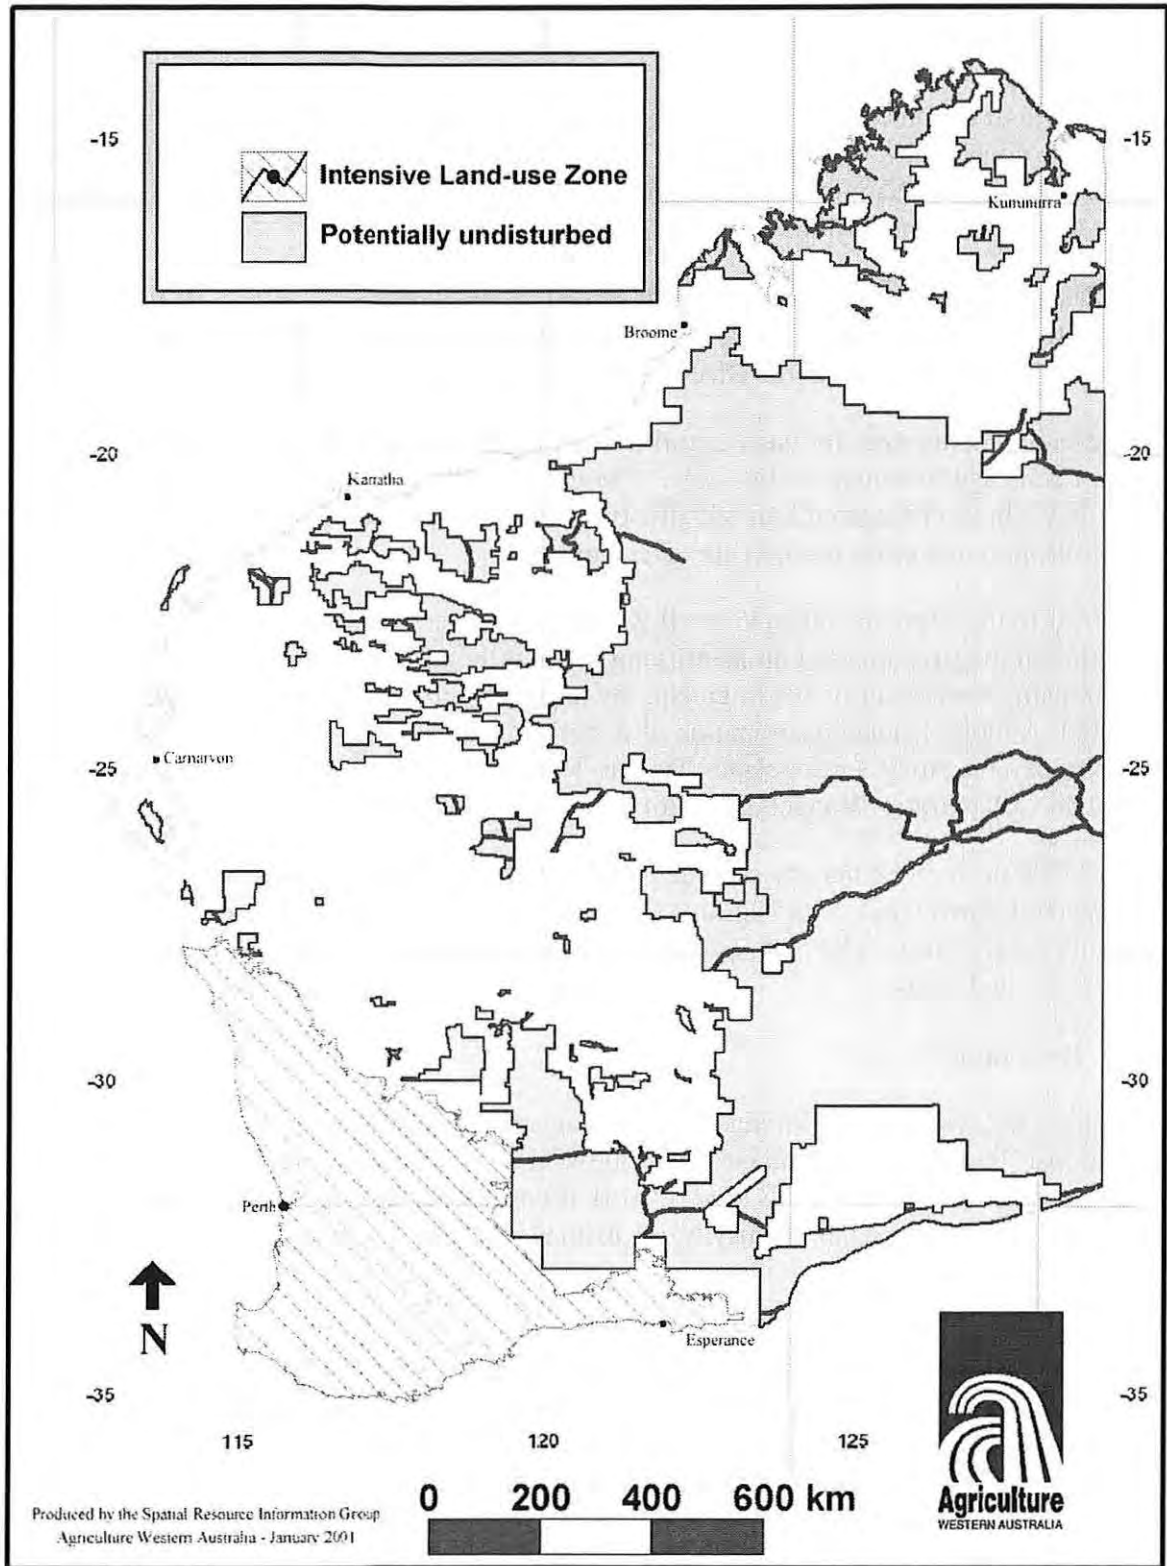 Intensive Land-use Zone
Potentially undisturbed
-15
-15
Kununurra
Broome
-20
-20
Karratha
Carnarvon
-25
-25
-30
-30
Perth
N
Esperance
-35
-35
115
120
125
0 200 400 600 km
Agriculture
WESTERN AUSTRALIA
Produced by the Spatial Resource Information Group
Agriculture Western Australia - January 2001